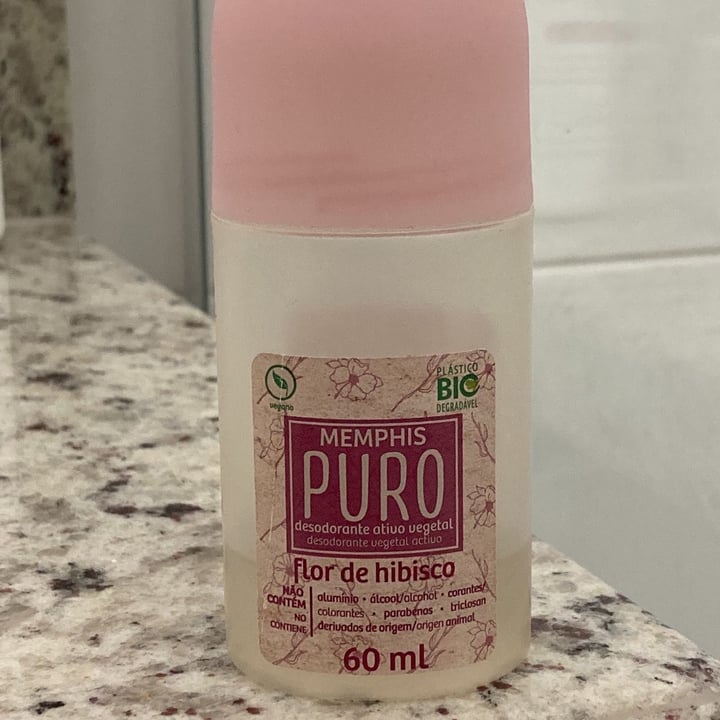 vegano
PLÁSTICO
BIO
DEGRADÁVEL
MEMPHIS
PURO
desodorante ativo vegetal
desodorante vegetal activo
flor de hibisco
NÃO
CONTÉM
NO
CONTIENE
alumínio • álcool/alcohol • corantes/
colorantes • parabenos • triclosan
derivados de origem/origen animal
60 ml